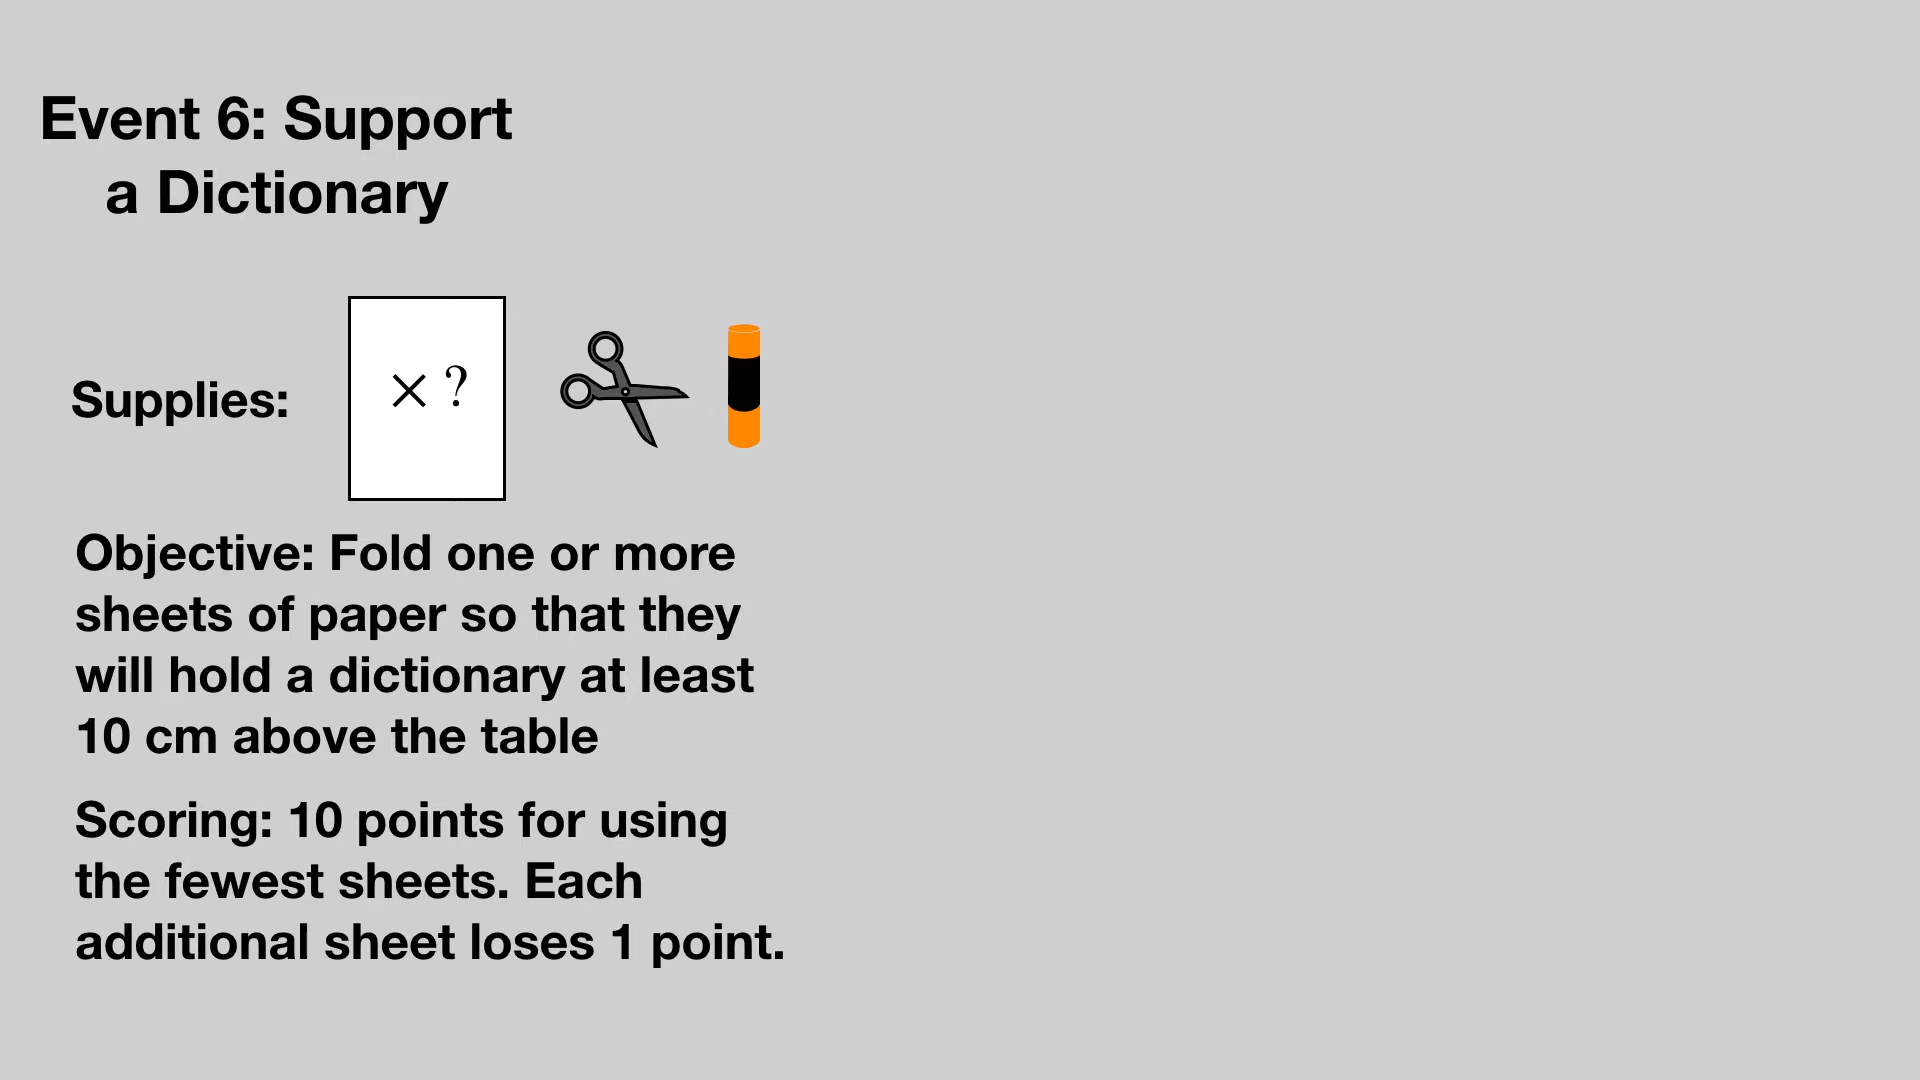 Event 6: Support
a Dictionary
Supplies:
× ?
Objective: Fold one or more
sheets of paper so that they
will hold a dictionary at least
10 cm above the table
Scoring: 10 points for using
the fewest sheets. Each
additional sheet loses 1 point.